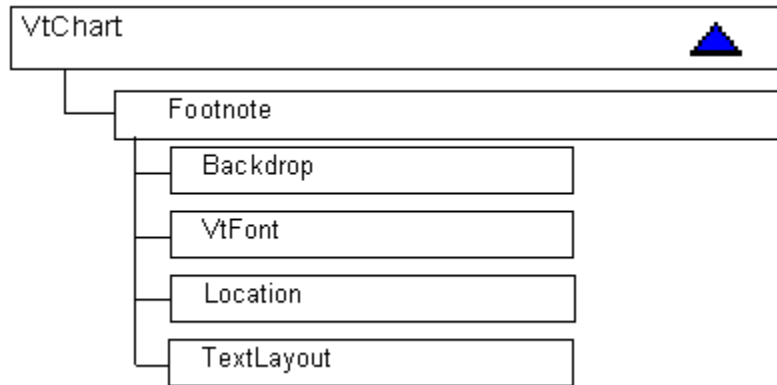 VtChart
Footnote
Backdrop
VtFont
Location
TextLayout